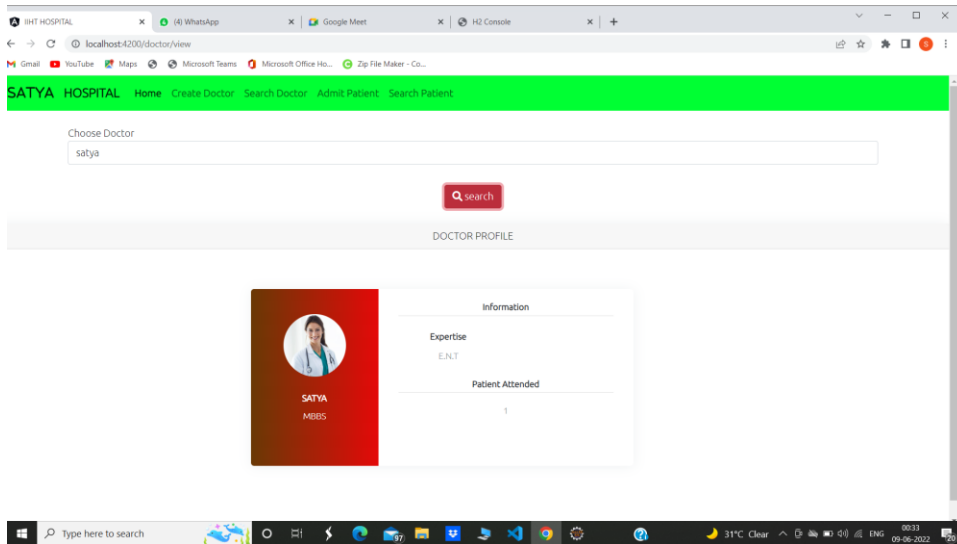 IIHT HOSPITAL
(4) WhatsApp
Google Meet
H2 Console
localhost:4200/doctor/view
Gmail YouTube Maps Microsoft Teams Microsoft Office Ho... Zip File Maker - Co...
SATYA HOSPITAL Home Create Doctor Search Doctor Admit Patient Search Patient
Choose Doctor
satya
search
DOCTOR PROFILE
SATYA
MBBS
Information
Expertise
E.N.T
Patient Attended
1
Type here to search
97
31°C Clear
ENG
00:33
09-06-2022
20